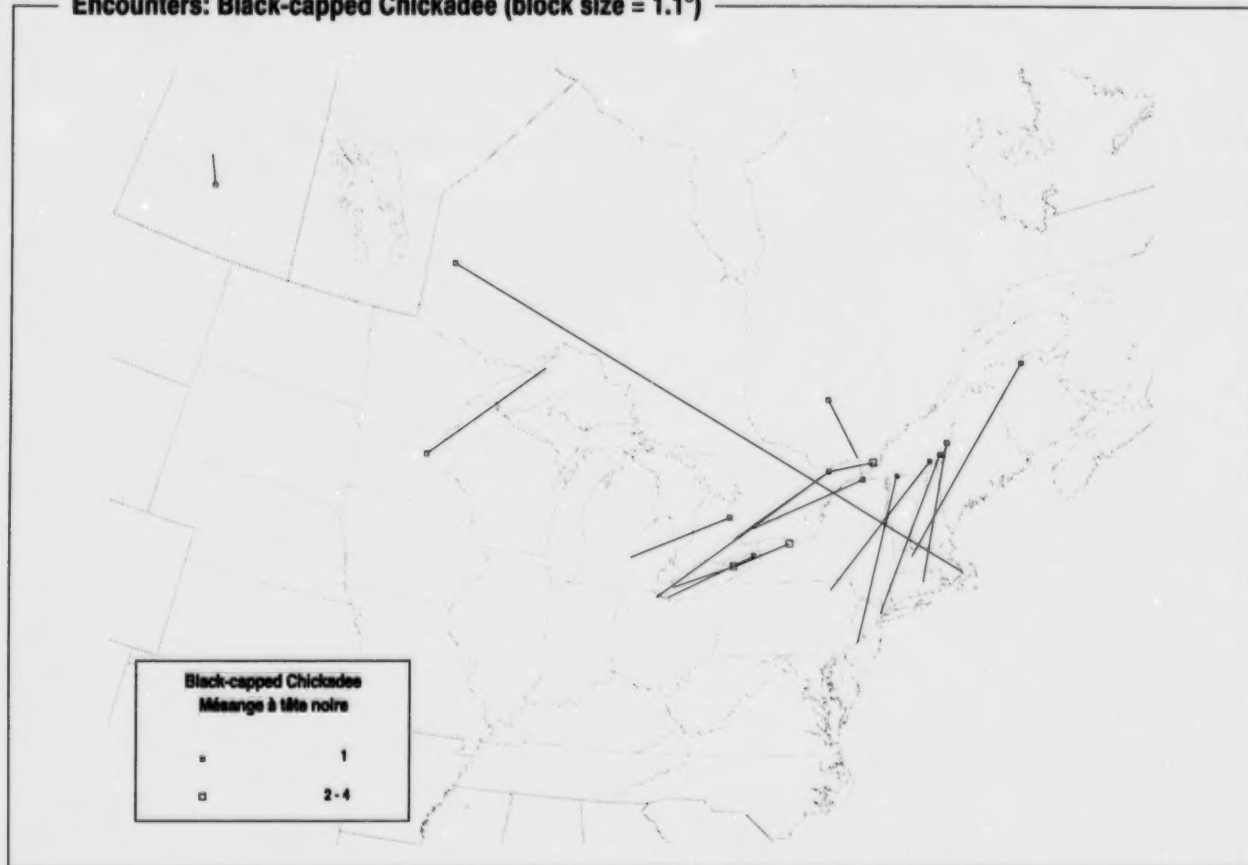 Encounters: Black-capped Chickadee (block size = 1.1°)
Black-capped Chickadee
Mésange à tête noire
1
2 - 4